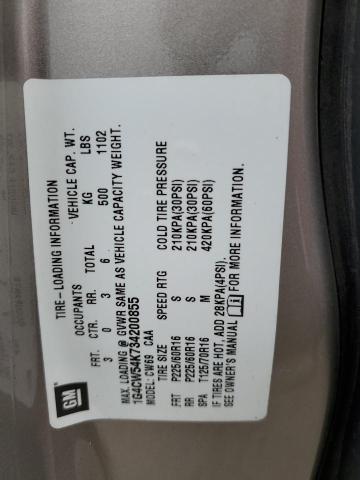 GM
TIRE-LOADING INFORMATION
OCCUPANTS VEHICLE CAP. WT.
FRT. CTR. RR. TOTAL KG LBS
3 0 3 6 500 1102
MAX. LOADING @ GVWR SAME AS VEHICLE CAPACITY WEIGHT.
1G4CW54K734200855
MODEL: CW69 CAA
TIRE SIZE SPEED RTG COLD TIRE PRESSURE
FRT P225/60R16 S 210KPA(30PSI)
RR P225/60R16 S 210KPA(30PSI)
SPA T125/70R16 M 420KPA(60PSI)
IF TIRES ARE HOT, ADD 28KPA(4PSI).
SEE OWNER'S MANUAL FOR MORE INFORMATION.